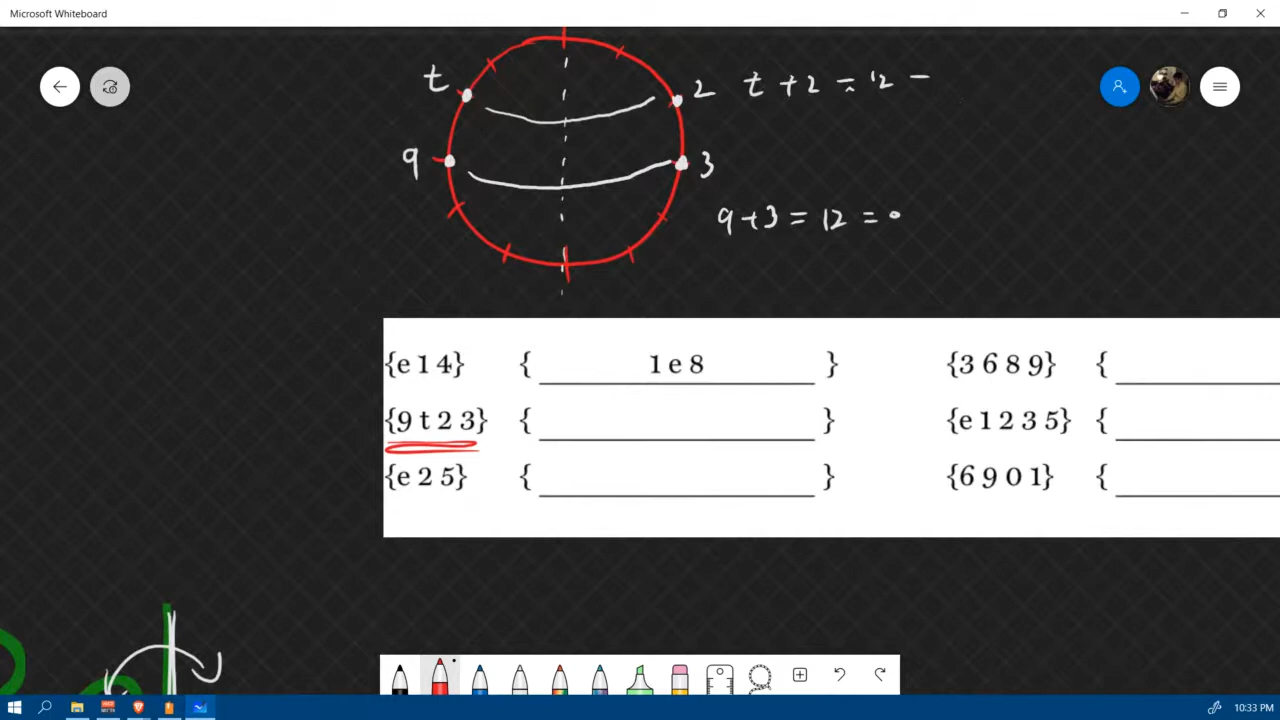 Microsoft Whiteboard
t 2 t + 2 = 12 -
9 3
9 + 3 = 12 = 0
{e 1 4} { 1 e 8 } {3 6 8 9} {
{9 t 2 3} { } {e 1 2 3 5} {
{e 2 5} { } {6 9 0 1} {
10:33 PM